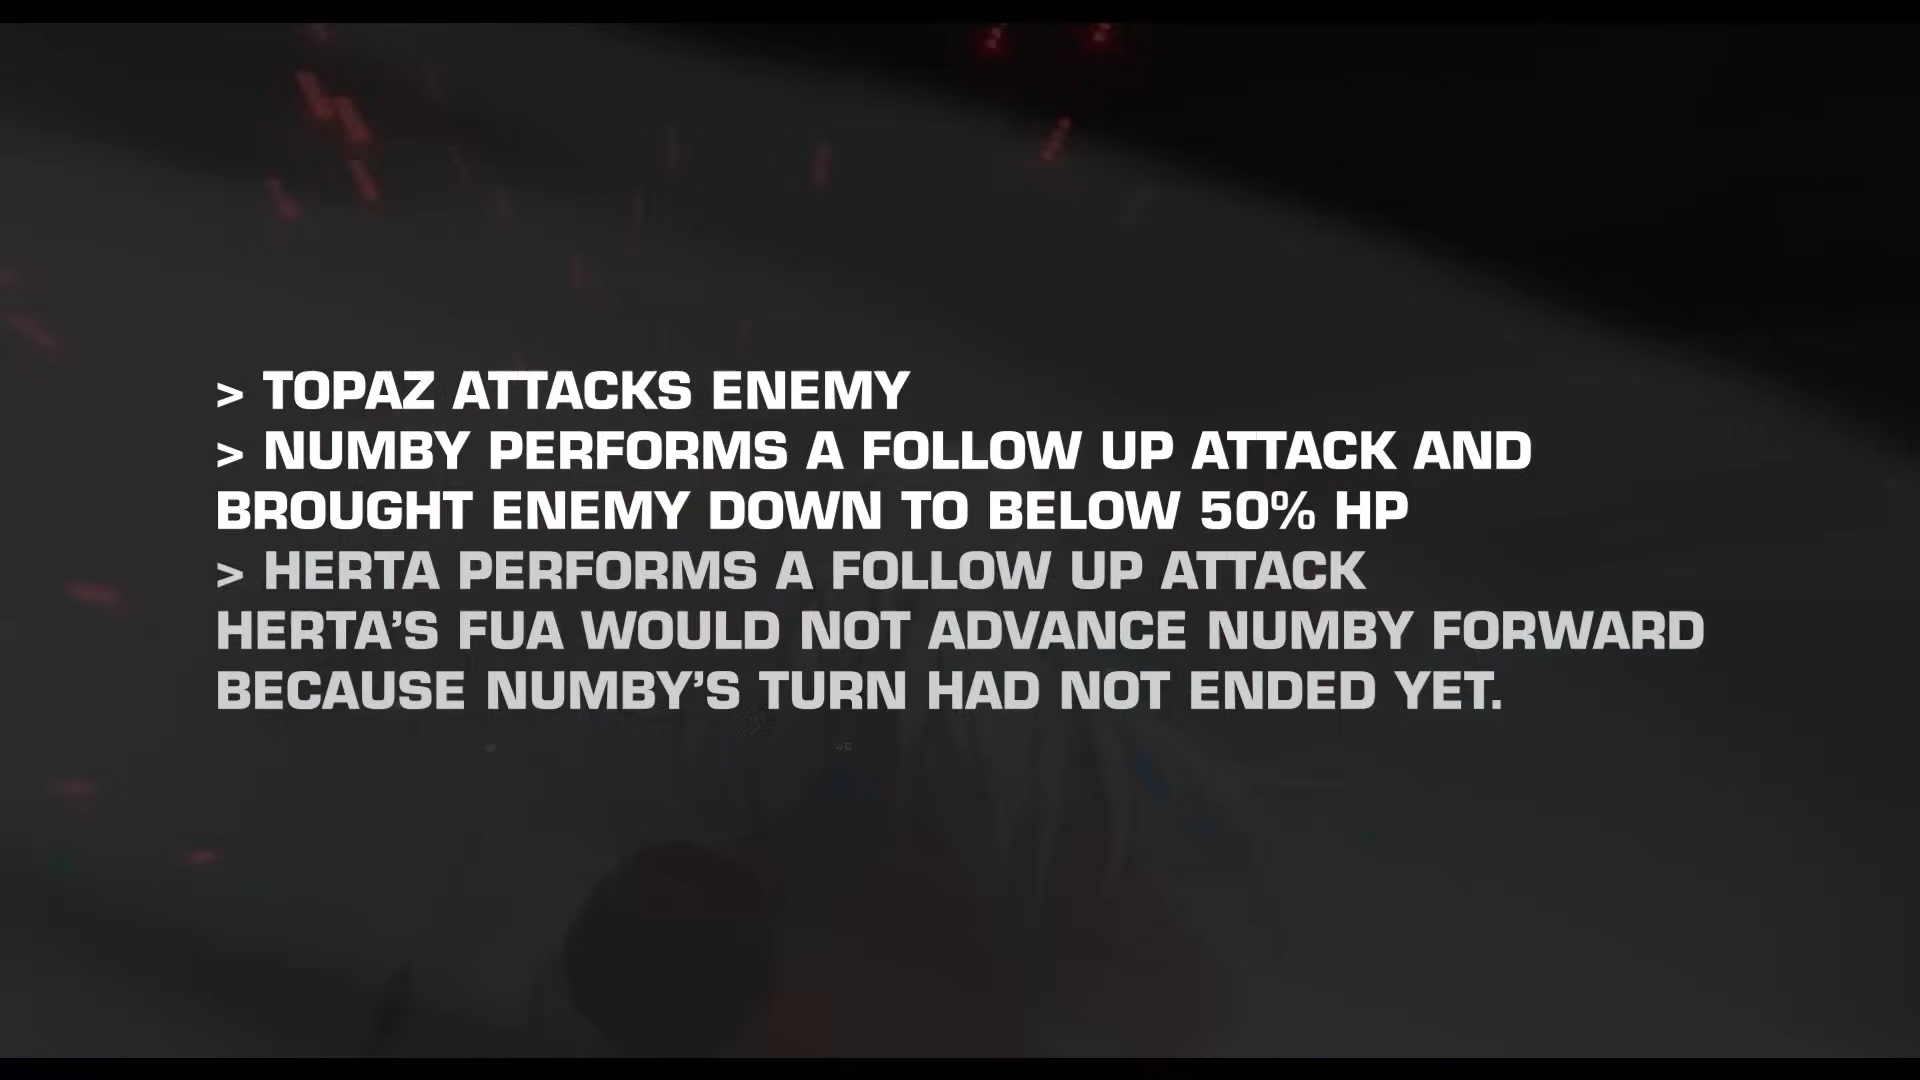 > TOPAZ ATTACKS ENEMY
> NUMBY PERFORMS A FOLLOW UP ATTACK AND
BROUGHT ENEMY DOWN TO BELOW 50% HP
> HERTA PERFORMS A FOLLOW UP ATTACK
HERTA’S FUA WOULD NOT ADVANCE NUMBY FORWARD
BECAUSE NUMBY’S TURN HAD NOT ENDED YET.